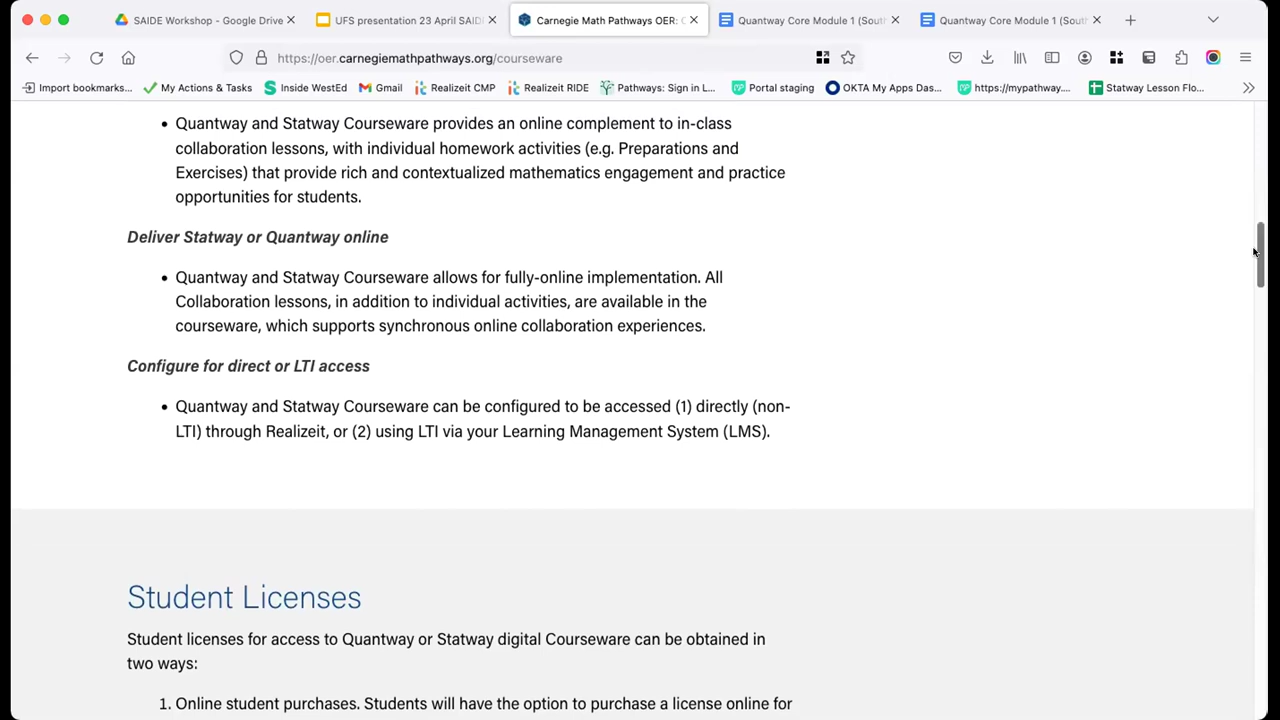 SAIDE Workshop - Google Drive
UFS presentation 23 April SAID
Carnegie Math Pathways OER:
Quantway Core Module 1 (Sout
Quantway Core Module 1 (Sout
https://oer.carnegiemathpathways.org/courseware
Import bookmarks...
My Actions & Tasks
Inside WestEd
Gmail
Realizeit CMP
Realizeit RIDE
Pathways: Sign in L...
Portal staging
OKTA My Apps Das...
https://mypathway....
Statway Lesson Flo...
• Quantway and Statway Courseware provides an online complement to in-class
collaboration lessons, with individual homework activities (e.g. Preparations and
Exercises) that provide rich and contextualized mathematics engagement and practice
opportunities for students.
Deliver Statway or Quantway online
• Quantway and Statway Courseware allows for fully-online implementation. All
Collaboration lessons, in addition to individual activities, are available in the
courseware, which supports synchronous online collaboration experiences.
Configure for direct or LTI access
• Quantway and Statway Courseware can be configured to be accessed (1) directly (non-
LTI) through Realizeit, or (2) using LTI via your Learning Management System (LMS).
Student Licenses
Student licenses for access to Quantway or Statway digital Courseware can be obtained in
two ways:
1. Online student purchases. Students will have the option to purchase a license online for